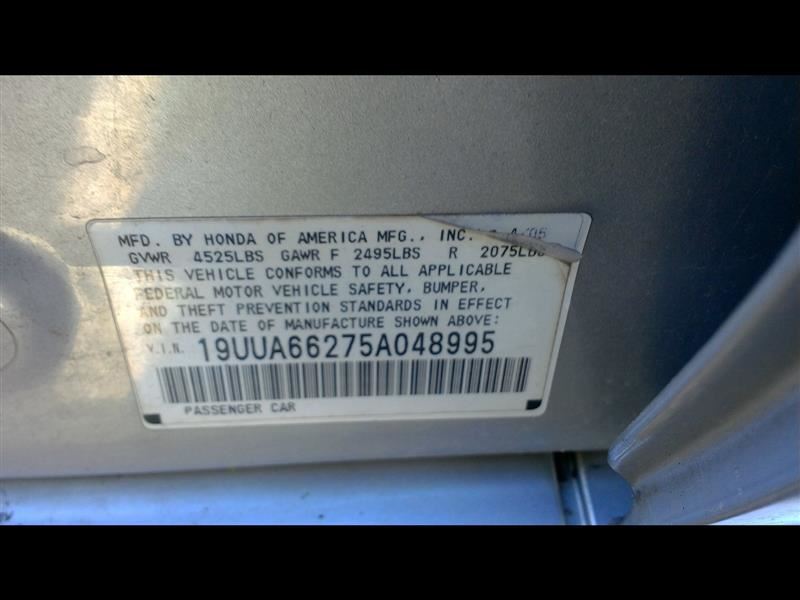 MFD. BY HONDA OF AMERICA MFG., INC. 4/05
GVWR 4525LBS GAWR F 2495LBS R 2075LBS
THIS VEHICLE CONFORMS TO ALL APPLICABLE
FEDERAL MOTOR VEHICLE SAFETY, BUMPER,
AND THEFT PREVENTION STANDARDS IN EFFECT
ON THE DATE OF MANUFACTURE SHOWN ABOVE:
V.I.N. 19UUA66275A048995
PASSENGER CAR